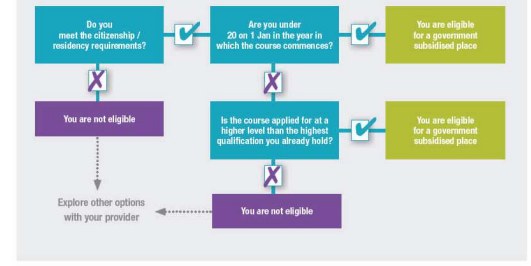 Do you
meet the citizenship /
residency requirements?
Are you under
20 on 1 Jan in the year in
which the course commences?
You are eligible
for a government
subsidised place
You are not eligible
Is the course applied for at a
higher level than the highest
qualification you already hold?
You are eligible
for a government
subsidised place
Explore other options
with your provider
You are not eligible